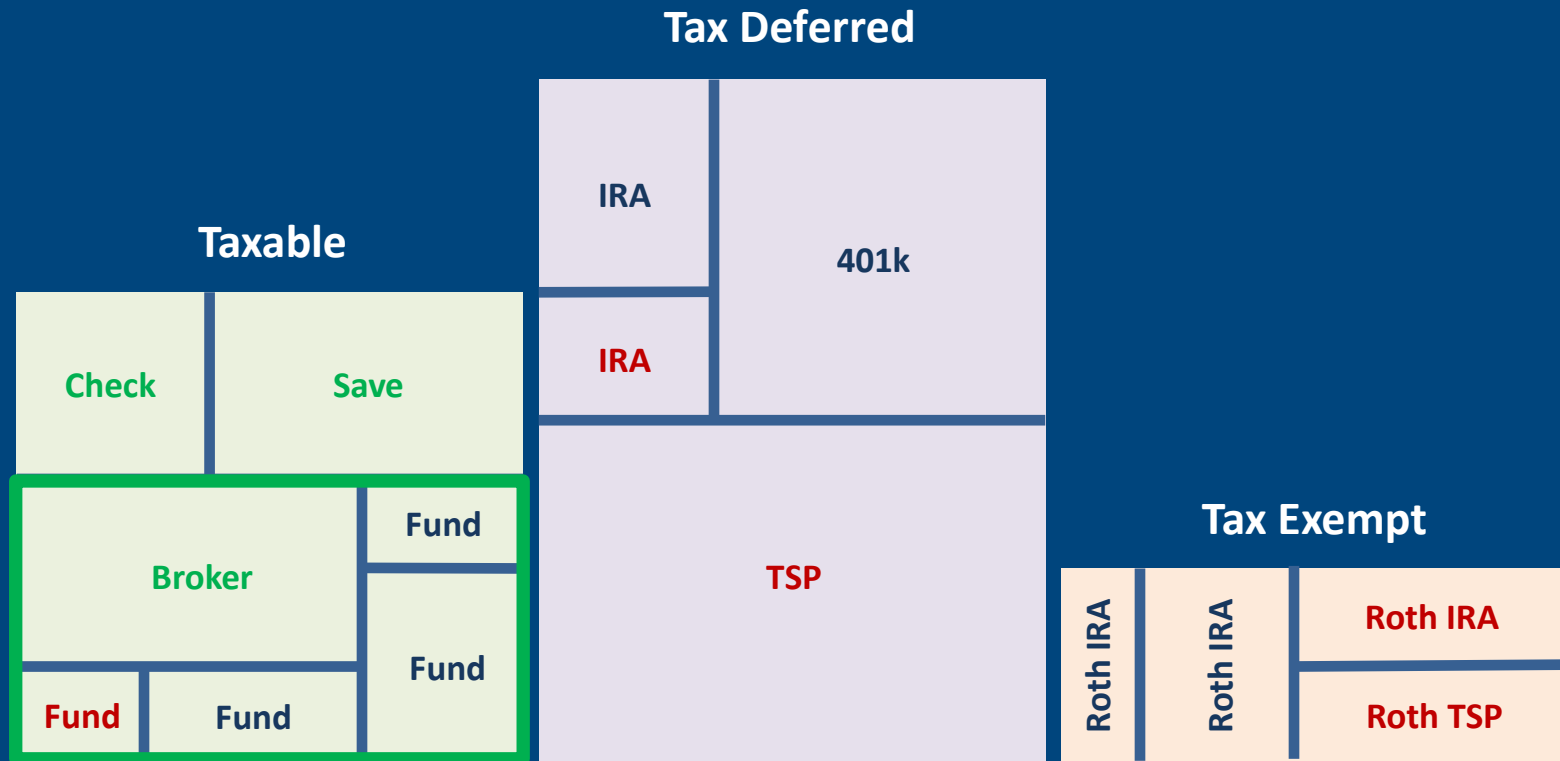 Tax Deferred
Taxable
Tax Exempt
Check
Save
Broker
Fund
Fund
Fund
Fund
IRA
401k
IRA
TSP
Roth IRA
Roth IRA
Roth IRA
Roth TSP